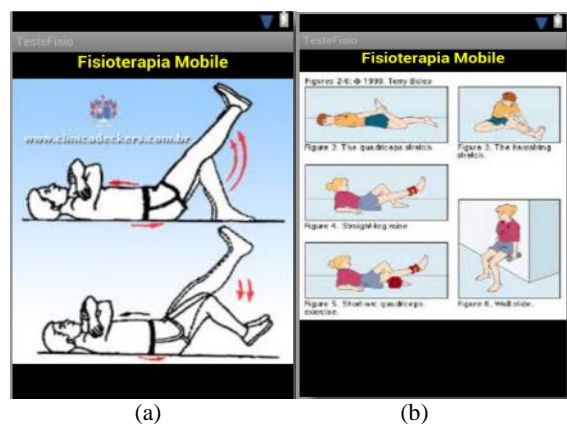 TesteFisio
Fisioterapia Mobile
www.clinicadeckers.com.br
(a)
TesteFisio
Fisioterapia Mobile
Figures 2-6: © 1998. Terry Boles
Figure 2. The quadriceps stretch.
Figure 3. The hamstring
stretch.
Figure 4. Straight-leg raise
Figure 5. Short-arc quadriceps
exercise.
Figure 6. Wall slide.
(b)